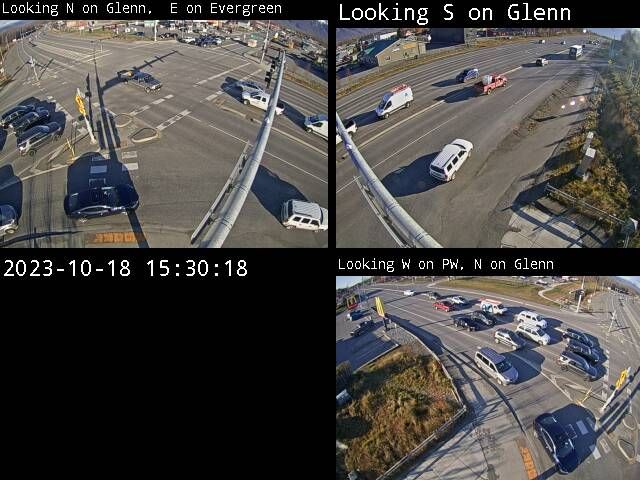 Looking N on Glenn,  E on Evergreen
Looking S on Glenn
2023-10-18 15:30:18
Looking W on PW, N on Glenn